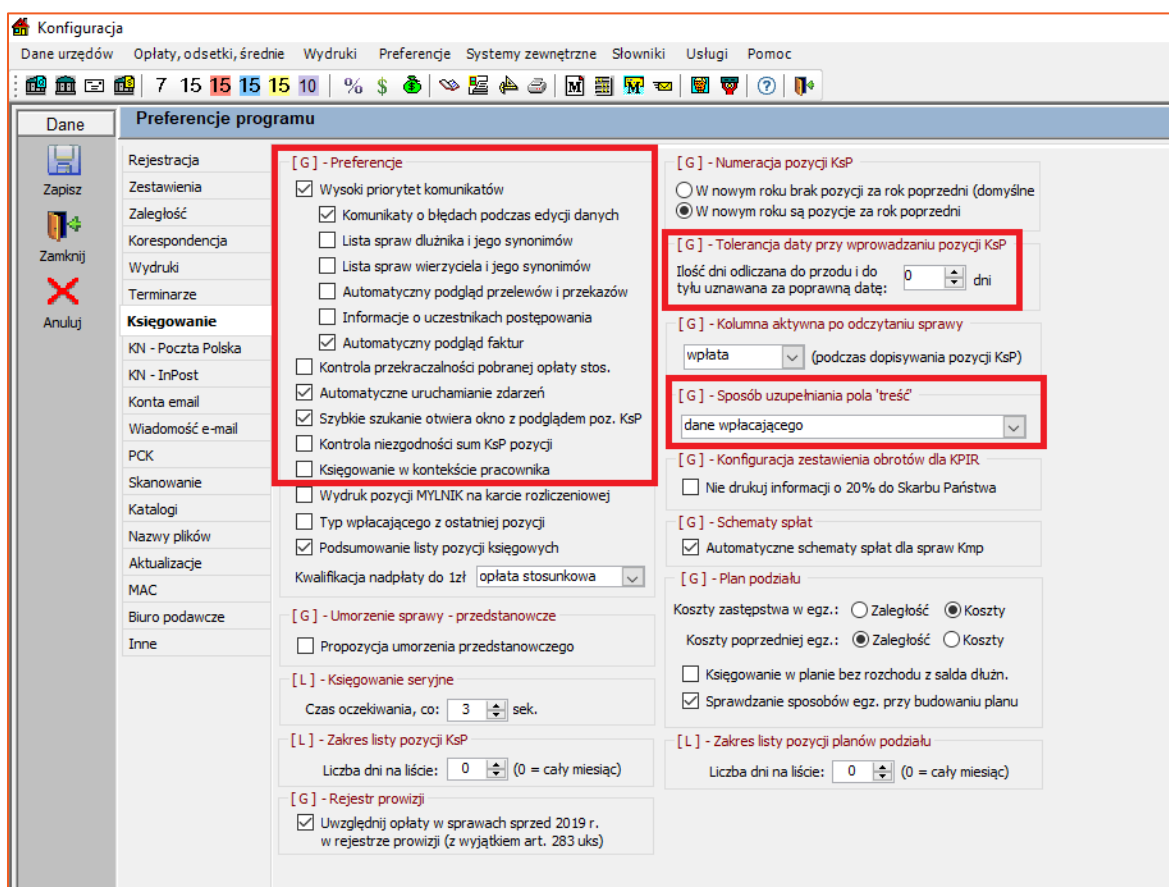 Konfiguracja
Dane urzędów Opłaty, odsetki, średnie Wydruki Preferencje Systemy zewnętrzne Słowniki Usługi Pomoc
7 15 15 15 15 10 % $ M M ?
Dane
Zapisz
Zamknij
Anuluj
Preferencje programu
Rejestracja
Zestawienia
Zaległość
Korespondencja
Wydruki
Terminarze
Księgowanie
KN - Poczta Polska
KN - InPost
Konta email
Wiadomość e-mail
PCK
Skanowanie
Katalogi
Nazwy plików
Aktualizacje
MAC
Biuro podawcze
Inne
[ G ] - Preferencje
Wysoki priorytet komunikatów
Komunikaty o błędach podczas edycji danych
Lista spraw dlużnika i jego synonimów
Lista spraw wierzyciela i jego synonimów
Automatyczny podgląd przelewów i przekazów
Informacje o uczestnikach postępowania
Automatyczny podgląd faktur
Kontrola przekraczalności pobranej opłaty stos.
Automatyczne uruchamianie zdarzeń
Szybkie szukanie otwiera okno z podglądem poz. KsP
Kontrola niezgodności sum KsP pozycji
Księgowanie w kontekście pracownika
Wydruk pozycji MYLNIK na karcie rozliczeniowej
Typ wpłacającego z ostatniej pozycji
Podsumowanie listy pozycji księgowych
Kwalifikacja nadpłaty do 1zł opłata stosunkowa
[ G ] - Umorzenie sprawy - przedstanowcze
Propozycja umorzenia przedstanowczego
[ L ] - Księgowanie seryjne
Czas oczekiwania, co: 3 sek.
[ L ] - Zakres listy pozycji KsP
Liczba dni na liście: 0 (0 = cały miesiąc)
[ G ] - Rejestr prowizji
Uwzględnij opłaty w sprawach sprzed 2019 r.
w rejestrze prowizji (z wyjątkiem art. 283 uks)
[ G ] - Numeracja pozycji KsP
W nowym roku brak pozycji za rok poprzedni (domyślne
W nowym roku są pozycje za rok poprzedni
[ G ] - Tolerancja daty przy wprowadzaniu pozycji KsP
Ilość dni odliczana do przodu i do
tyłu uznawana za poprawną datę: 0 dni
[ G ] - Kolumna aktywna po odczytaniu sprawy
wpłata (podczas dopisywania pozycji KsP)
[ G ] - Sposób uzupełniania pola 'treść'
dane wpłacającego
[ G ] - Konfiguracja zestawienia obrotów dla KPIR
Nie drukuj informacji o 20% do Skarbu Państwa
[ G ] - Schematy spłat
Automatyczne schematy spłat dla spraw Kmp
[ G ] - Plan podziału
Koszty zastępstwa w egz.: Zaległość Koszty
Koszty poprzedniej egz.: Zaległość Koszty
Księgowanie w planie bez rozchodu z salda dłużn.
Sprawdzanie sposobów egz. przy budowaniu planu
[ L ] - Zakres listy pozycji planów podziału
Liczba dni na liście: 0 (0 = cały miesiąc)